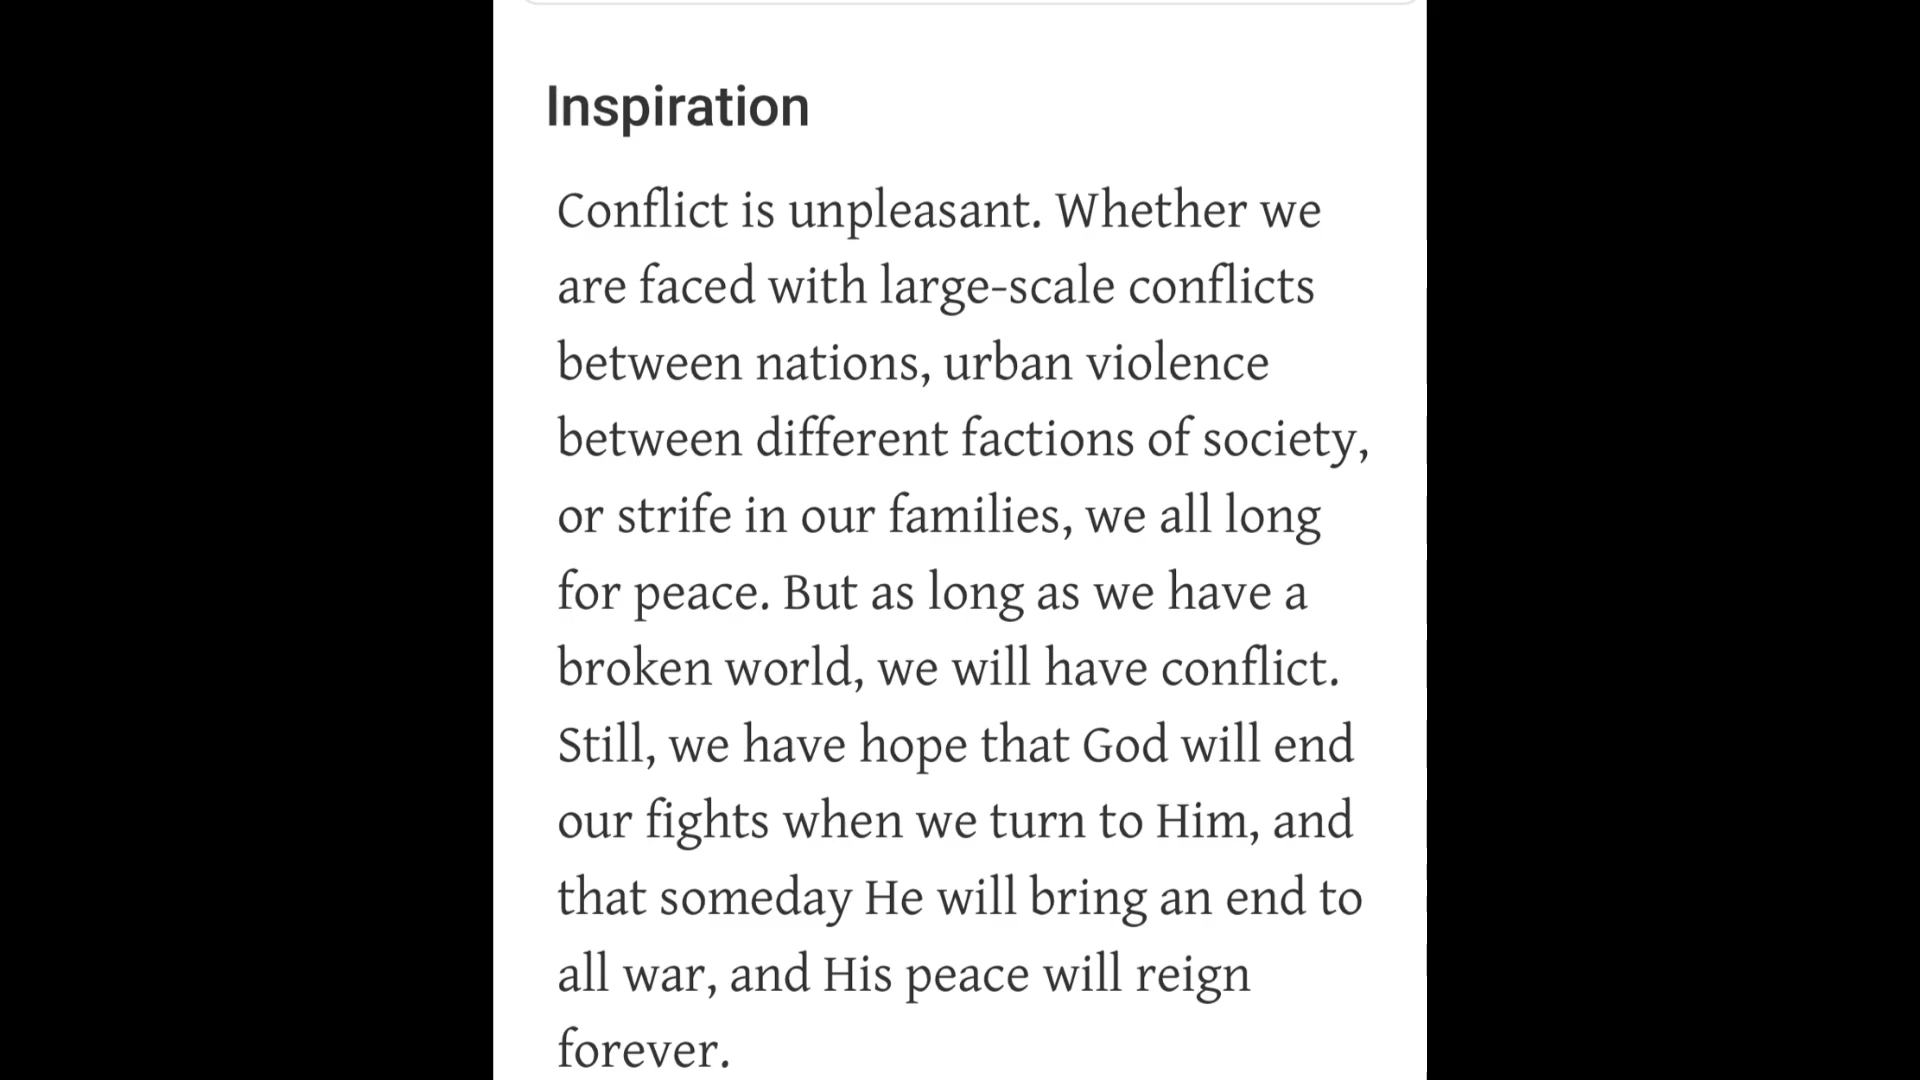 Inspiration
Conflict is unpleasant. Whether we
are faced with large-scale conflicts
between nations, urban violence
between different factions of society,
or strife in our families, we all long
for peace. But as long as we have a
broken world, we will have conflict.
Still, we have hope that God will end
our fights when we turn to Him, and
that someday He will bring an end to
all war, and His peace will reign
forever.